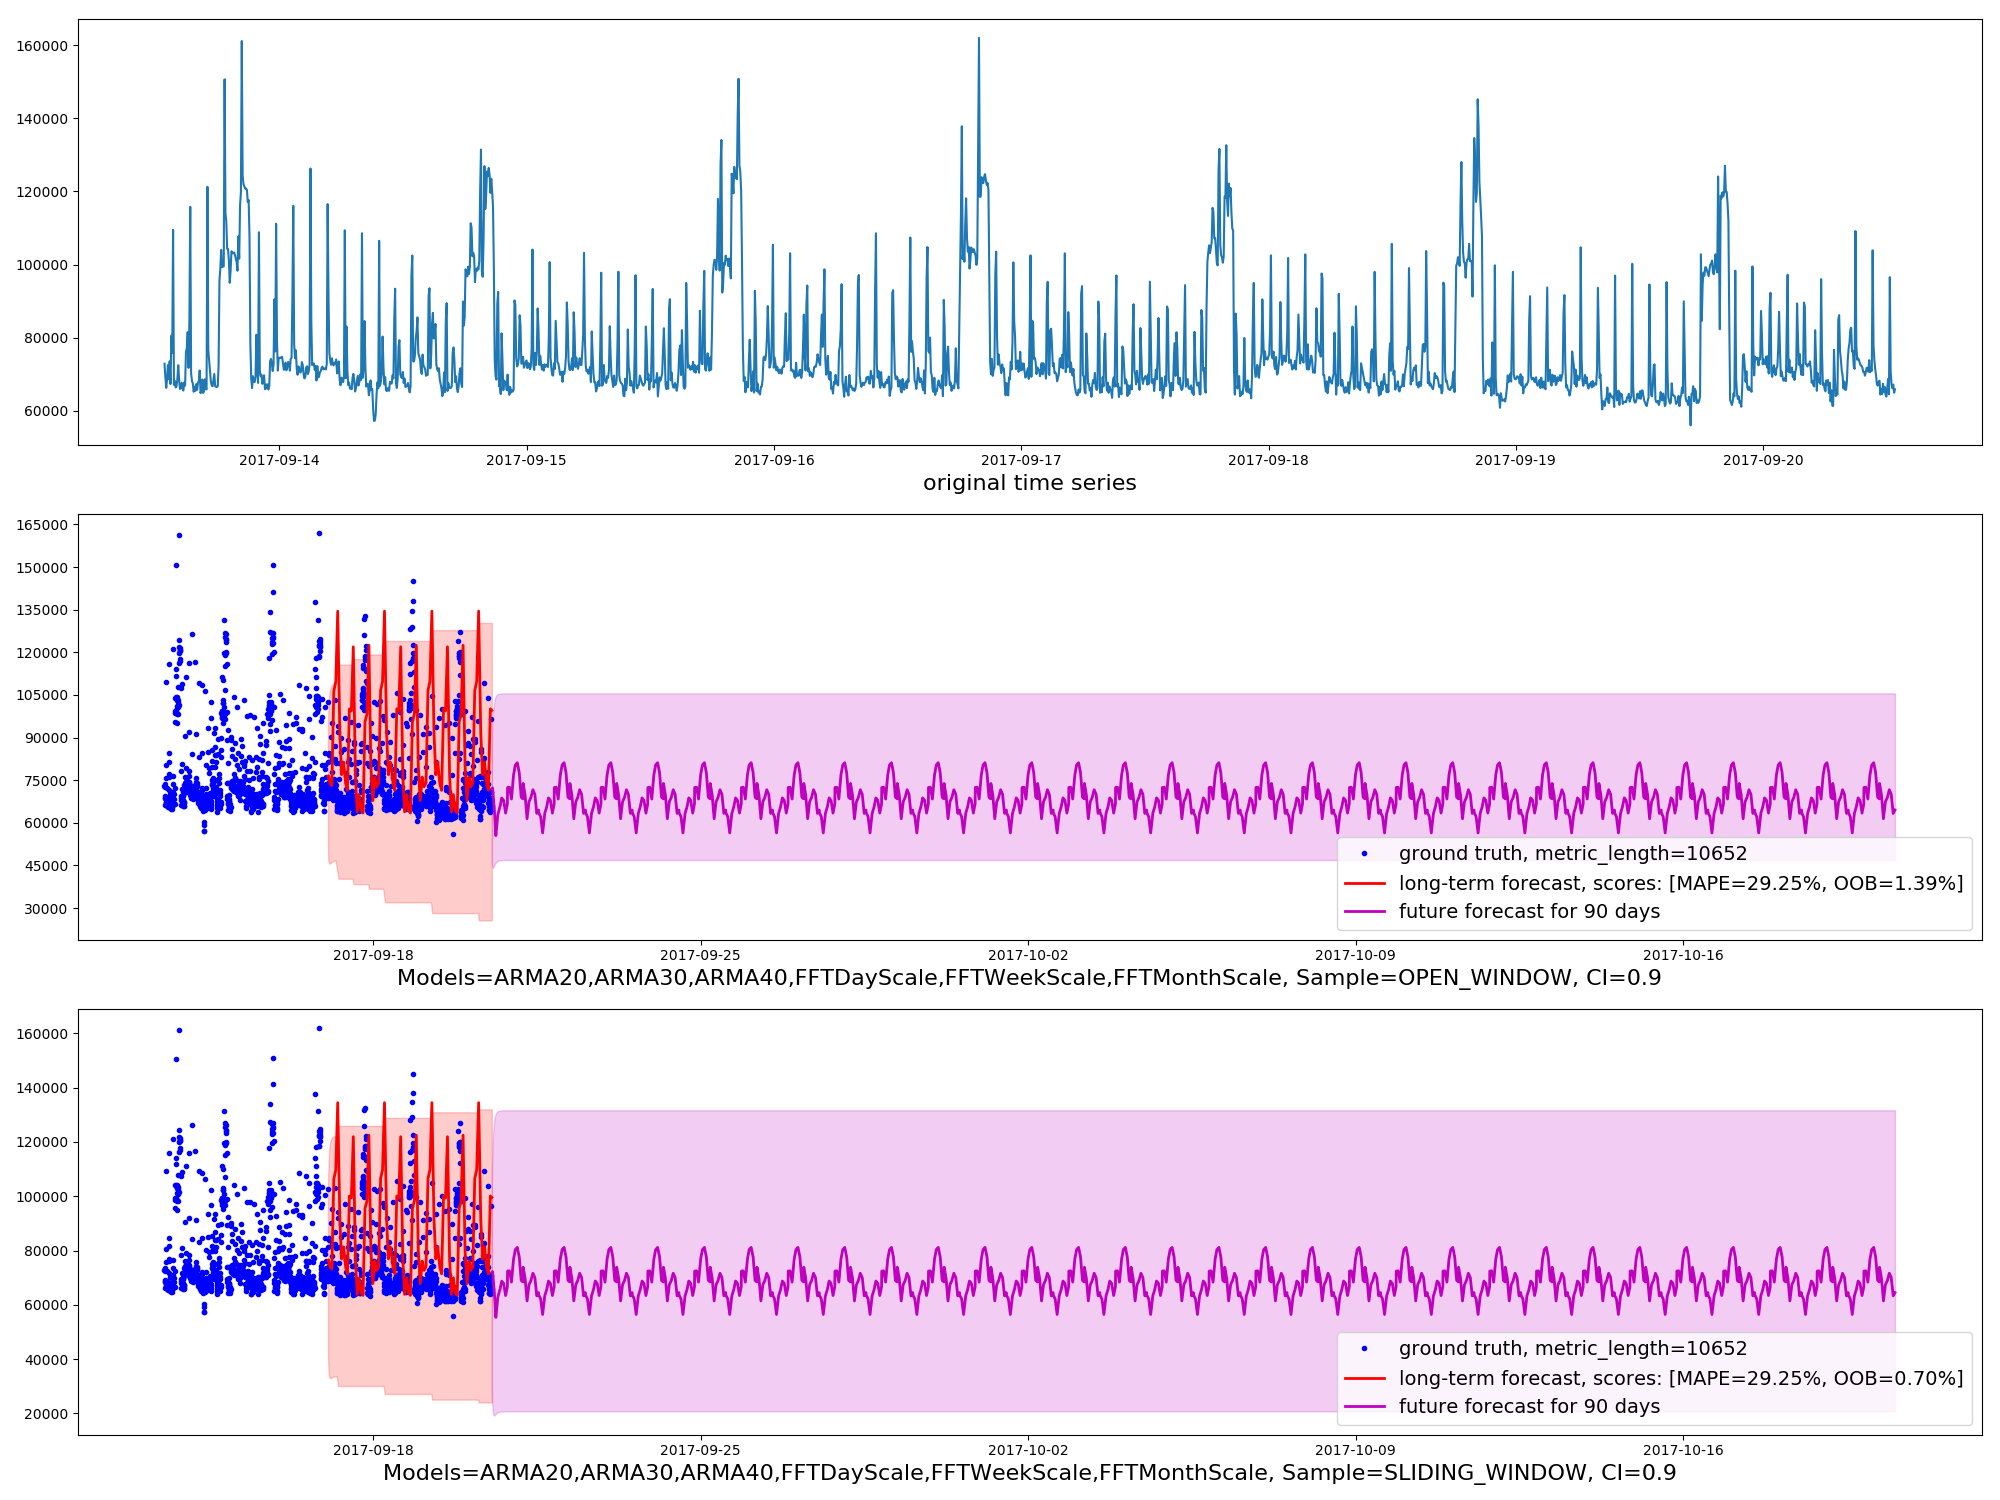 160000
140000
120000
100000
80000
60000
2017-09-14 2017-09-15 2017-09-16 2017-09-17 2017-09-18 2017-09-19 2017-09-20
original time series
165000
150000
135000
120000
105000
90000
75000
60000
45000
30000
ground truth, metric_length=10652
long-term forecast, scores: [MAPE=29.25%, OOB=1.39%]
future forecast for 90 days
2017-09-18 2017-09-25 2017-10-02 2017-10-09 2017-10-16
Models=ARMA20,ARMA30,ARMA40,FFTDayScale,FFTWeekScale,FFTMonthScale, Sample=OPEN_WINDOW, CI=0.9
160000
140000
120000
100000
80000
60000
40000
20000
ground truth, metric_length=10652
long-term forecast, scores: [MAPE=29.25%, OOB=0.70%]
future forecast for 90 days
2017-09-18 2017-09-25 2017-10-02 2017-10-09 2017-10-16
Models=ARMA20,ARMA30,ARMA40,FFTDayScale,FFTWeekScale,FFTMonthScale, Sample=SLIDING_WINDOW, CI=0.9